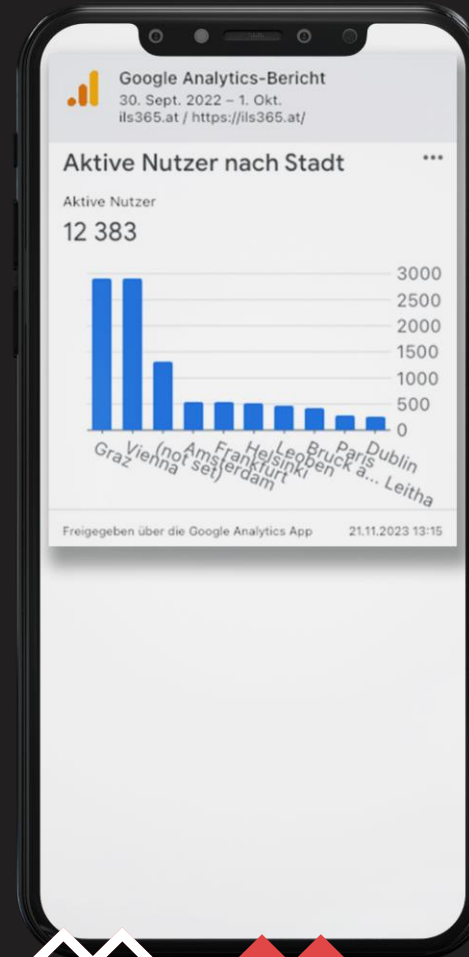 Google Analytics-Bericht
30. Sept. 2022 – 1. Okt.
ils365.at / https://ils365.at/
Aktive Nutzer nach Stadt
Aktive Nutzer
12 383
3000
2500
2000
1500
1000
500
0
Graz
Vienna
(not set)
Amsterdam
Frankfurt
Helsinki
Leoben
Bruck a... Leitha
Paris
Dublin
Freigegeben über die Google Analytics App
21.11.2023 13:15